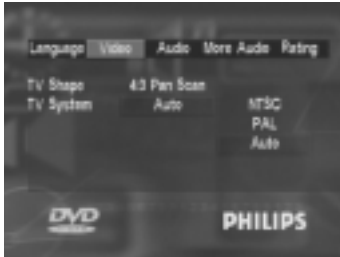 Language Video Audio More Audio Rating
TV Shape 4:3 Pan Scan
TV System Auto NTSC
PAL
Auto
DVD PHILIPS